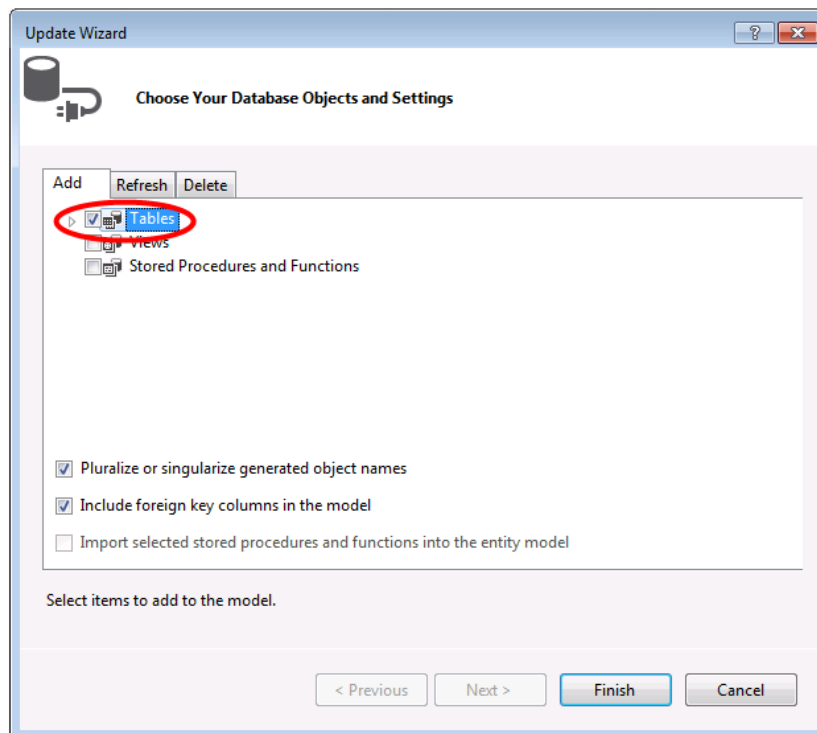 Update Wizard
Choose Your Database Objects and Settings
Add Refresh Delete
Tables
Views
Stored Procedures and Functions
Pluralize or singularize generated object names
Include foreign key columns in the model
Import selected stored procedures and functions into the entity model
Select items to add to the model.
< Previous Next > Finish Cancel